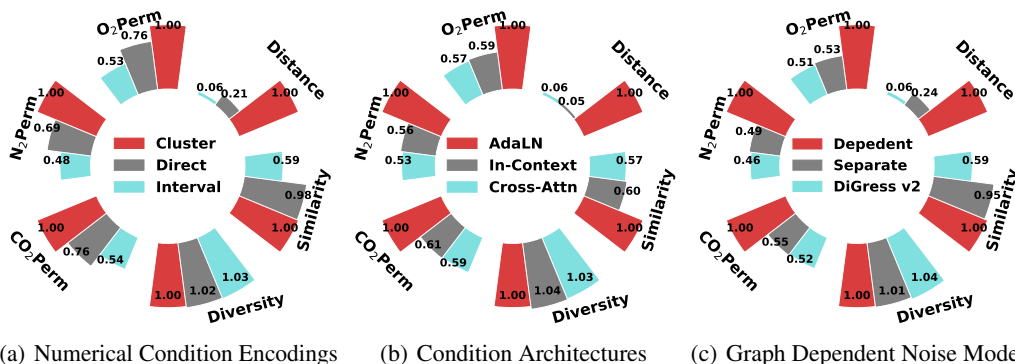 O₂Perm
1.00
0.76
0.53
Distance
0.06
0.21
1.00
N₂Perm
1.00
0.69
0.48
Cluster
Direct
Interval
0.59
0.98
1.00
Similarity
CO₂Perm
1.00
0.76
0.54
1.00
1.02
1.03
Diversity
(a) Numerical Condition Encodings
O₂Perm
1.00
0.59
0.57
Distance
0.06
0.05
1.00
N₂Perm
1.00
0.56
0.53
AdaLN
In-Context
Cross-Attn
0.57
0.60
1.00
Similarity
CO₂Perm
1.00
0.61
0.59
1.00
1.04
1.03
Diversity
(b) Condition Architectures
O₂Perm
1.00
0.53
0.51
Distance
0.06
0.24
1.00
N₂Perm
1.00
0.49
0.46
Depedent
Separate
DiGress v2
0.59
0.95
1.00
Similarity
CO₂Perm
1.00
0.55
0.52
1.00
1.01
1.04
Diversity
(c) Graph Dependent Noise Mode